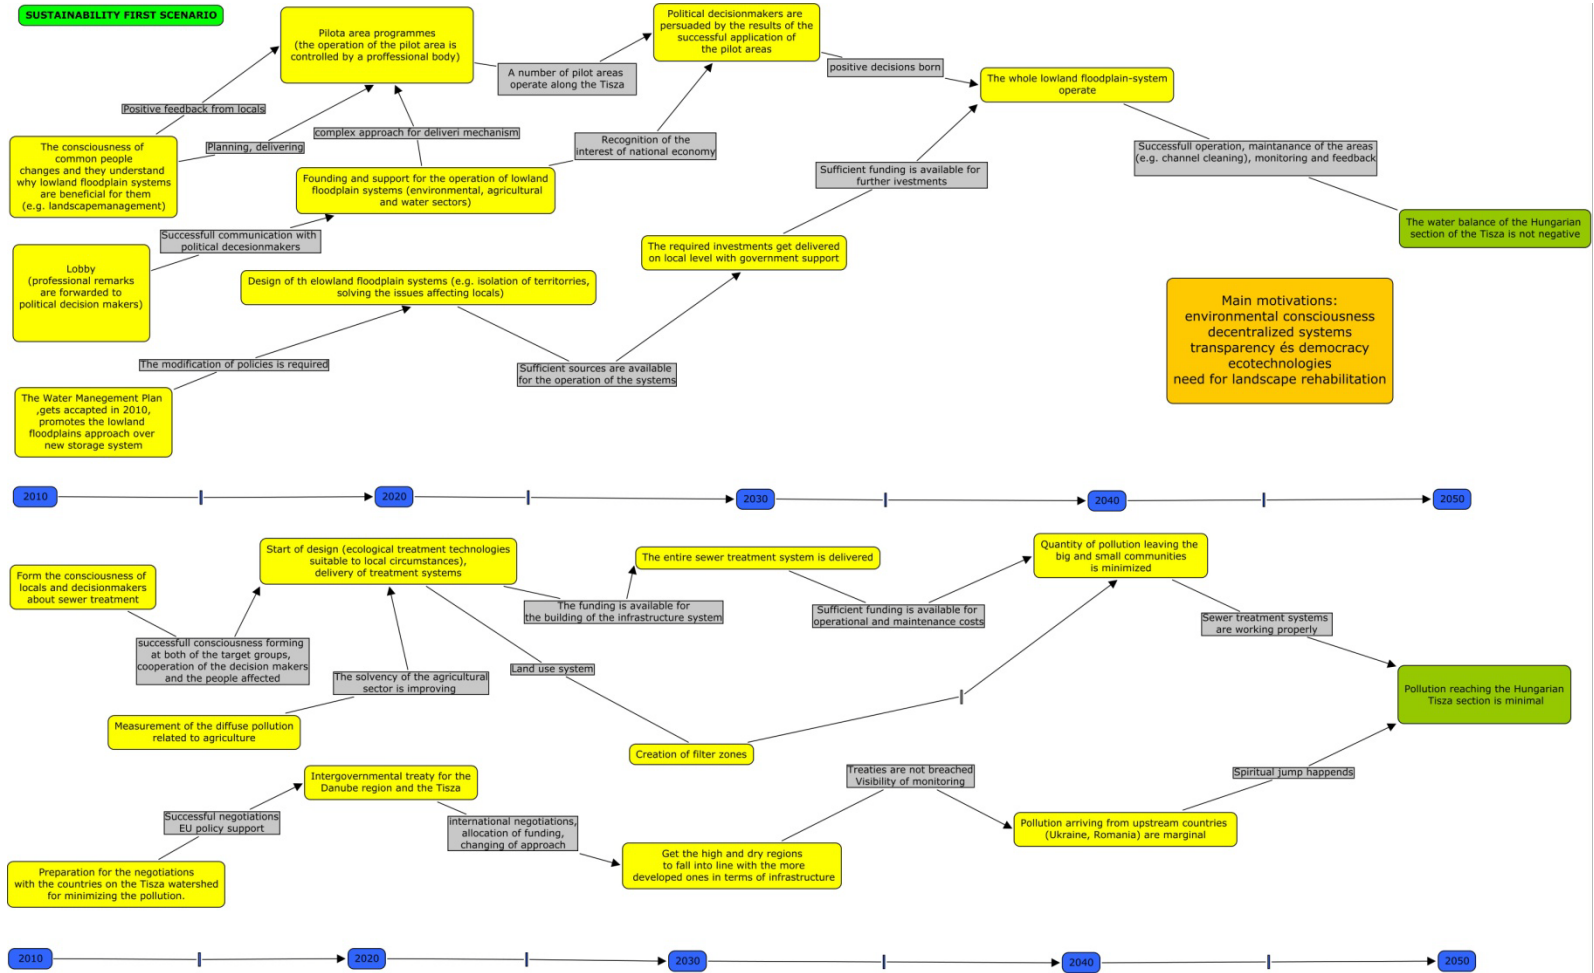 SUSTAINABILITY FIRST SCENARIO
Pilota area programmes
(the operation of the pilot area is
controlled by a proffessional body)
Political decisionmakers are
persuaded by the results of the
successful application of
the pilot areas
A number of pilot areas
operate along the Tisza
positive decisions born
The whole lowland floodplain-system
operate
Positive feedback from locals
Planning, delivering
complex approach for deliveri mechanism
Recognition of the
interest of national economy
The consciousness of
common people
changes and they understand
why lowland floodplain systems
are beneficial for them
(e.g. landscapemanagement)
Founding and support for the operation of lowland
floodplain systems (environmental, agricultural
and water sectors)
Sufficient funding is available for
further ivestments
Successfull operation, maintanance of the areas
(e.g. channel cleaning), monitoring and feedback
The water balance of the Hungarian
section of the Tisza is not negative
Successfull communication with
political decesionmakers
Lobby
(professional remarks
are forwarded to
political decision makers)
The required investments get delivered
on local level with government support
Design of th elowland floodplain systems (e.g. isolation of territorries,
solving the issues affecting locals)
Main motivations:
environmental consciousness
decentralized systems
transparency és democracy
ecotechnologies
need for landscape rehabilitation
The modification of policies is required
Sufficient sources are available
for the operation of the systems
The Water Manegement Plan
,gets accapted in 2010,
promotes the lowland
floodplains approach over
new storage system
2010
2020
2030
2040
2050
Form the consciousness of
locals and decisionmakers
about sewer treatment
Start of design (ecological treatment technologies
suitable to local circumstances),
delivery of treatment systems
The entire sewer treatment system is delivered
Quantity of pollution leaving the
big and small communities
is minimized
The funding is available for
the building of the infrastructure system
Sufficient funding is available for
operational and maintenance costs
Sewer treatment systems
are working properly
successfull consciousness forming
at both of the target groups,
cooperation of the decision makers
and the people affected
The solvency of the agricultural
sector is improving
Land use system
Pollution reaching the Hungarian
Tisza section is minimal
Measurement of the diffuse pollution
related to agriculture
Creation of filter zones
Intergovernmental treaty for the
Danube region and the Tisza
Treaties are not breached
Visibility of monitoring
Spiritual jump happends
Successful negotiations
EU policy support
international negotiations,
allocation of funding,
changing of approach
Pollution arriving from upstream countries
(Ukraine, Romania) are marginal
Preparation for the negotiations
with the countries on the Tisza watershed
for minimizing the pollution.
Get the high and dry regions
to fall into line with the more
developed ones in terms of infrastructure
2010
2020
2030
2040
2050